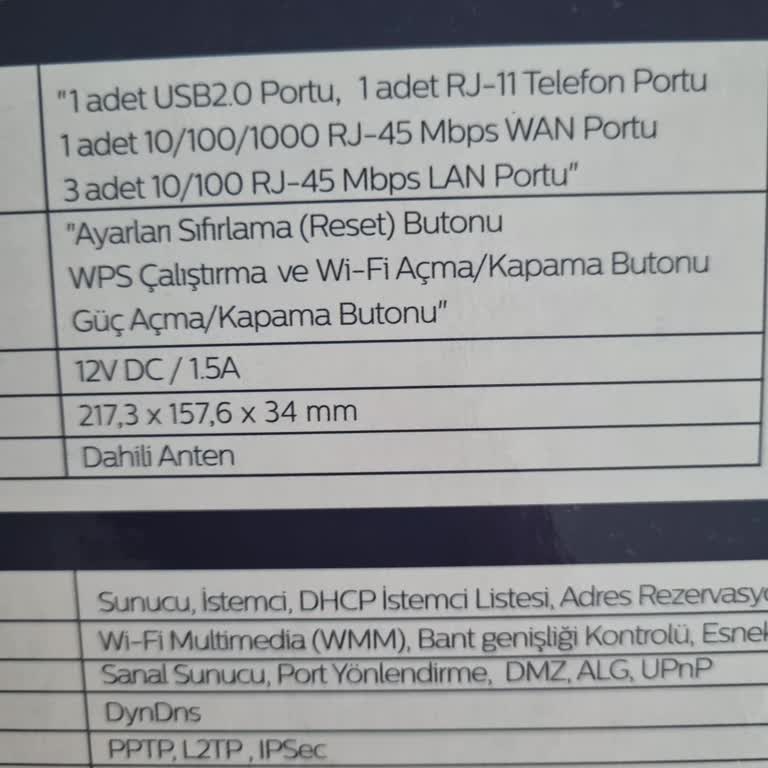 "1 adet USB2.0 Portu, 1 adet RJ-11 Telefon Portu
1 adet 10/100/1000 RJ-45 Mbps WAN Portu
3 adet 10/100 RJ-45 Mbps LAN Portu"
"Ayarları Sıfırlama (Reset) Butonu
WPS Çalıştırma ve Wi-Fi Açma/Kapama Butonu
Güç Açma/Kapama Butonu"
12V DC / 1.5A
217,3 x 157,6 x 34 mm
Dahili Anten
Sunucu, İstemci, DHCP İstemci Listesi, Adres Rezervasyo
Wi-Fi Multimedia (WMM), Bant genişliği Kontrolü, Esnek
Sanal Sunucu, Port Yönlendirme, DMZ, ALG, UPnP
DynDns
PPTP, L2TP , IPSec